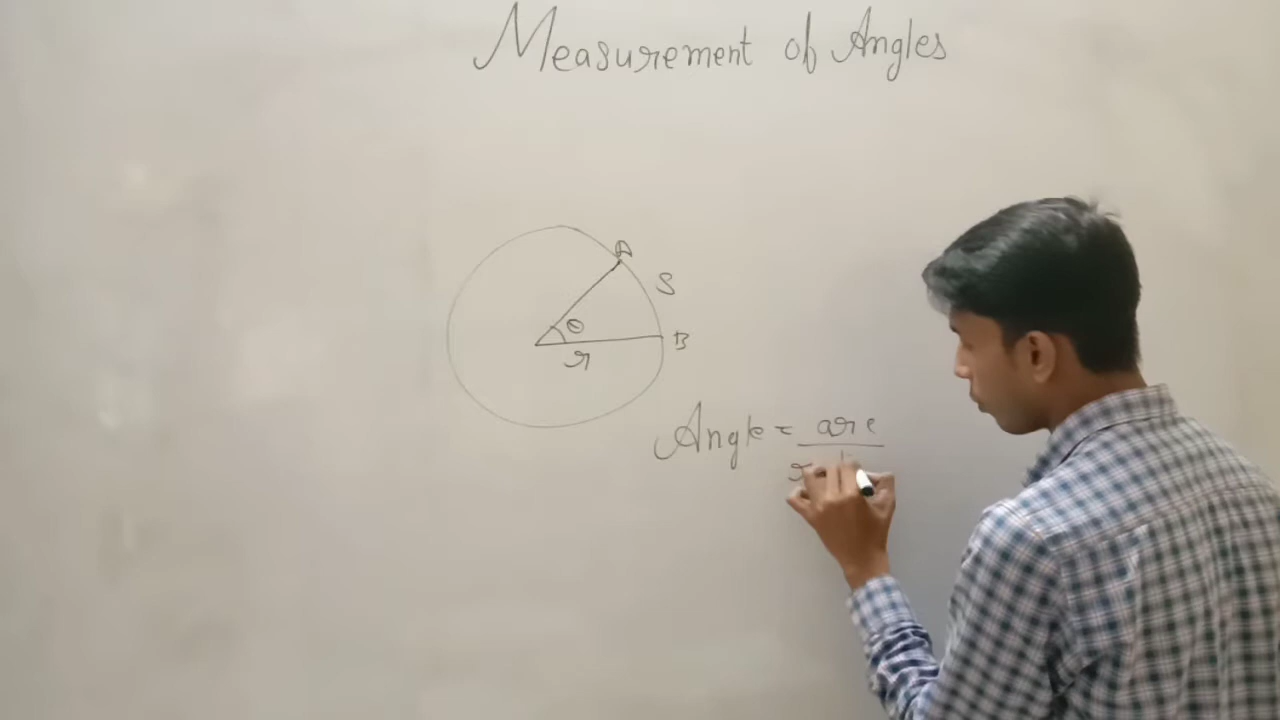 Measurement of Angles
A
S
θ
B
r
Angle = arc
r